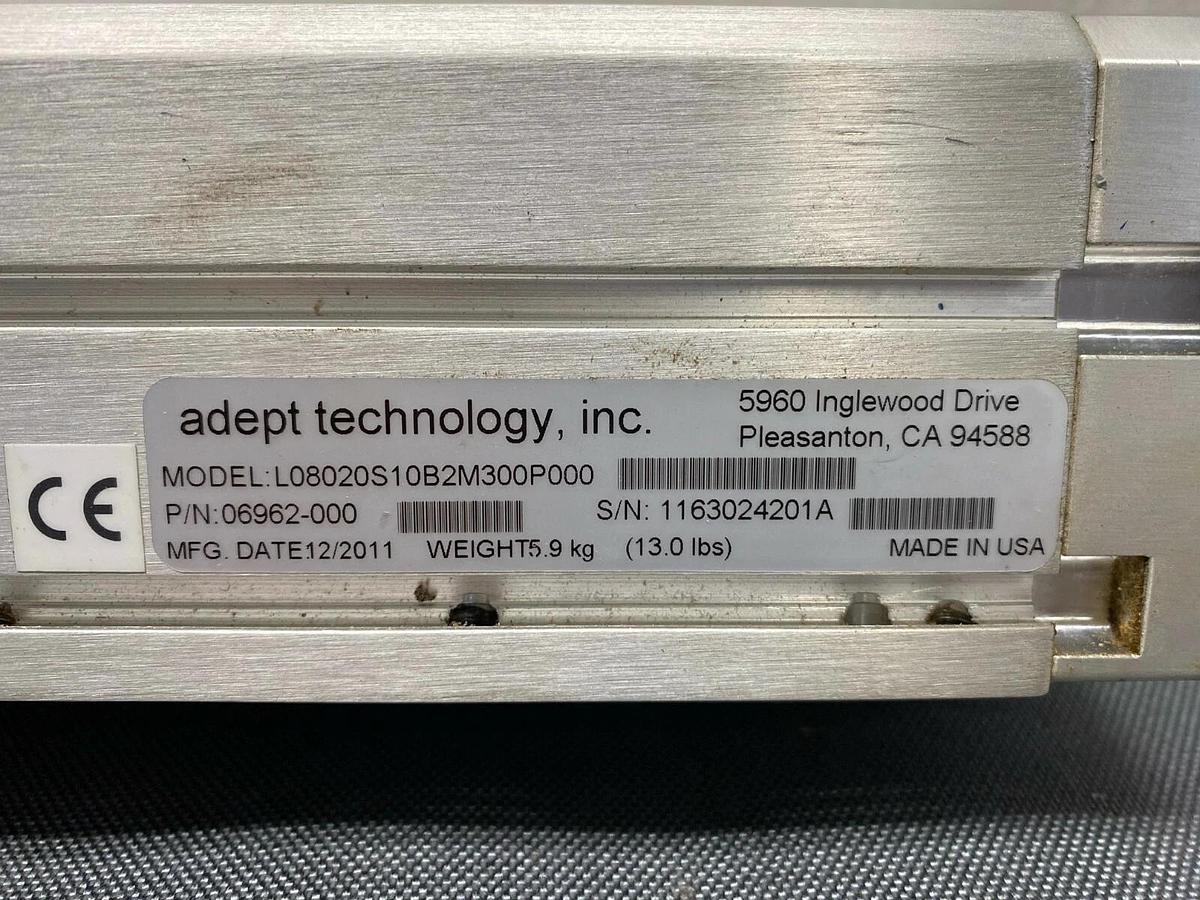 adept technology, inc.
5960 Inglewood Drive
Pleasanton, CA 94588
MODEL:L08020S10B2M300P000
P/N:06962-000
S/N: 1163024201A
MFG. DATE12/2011 WEIGHT5.9 kg (13.0 lbs) MADE IN USA
CE